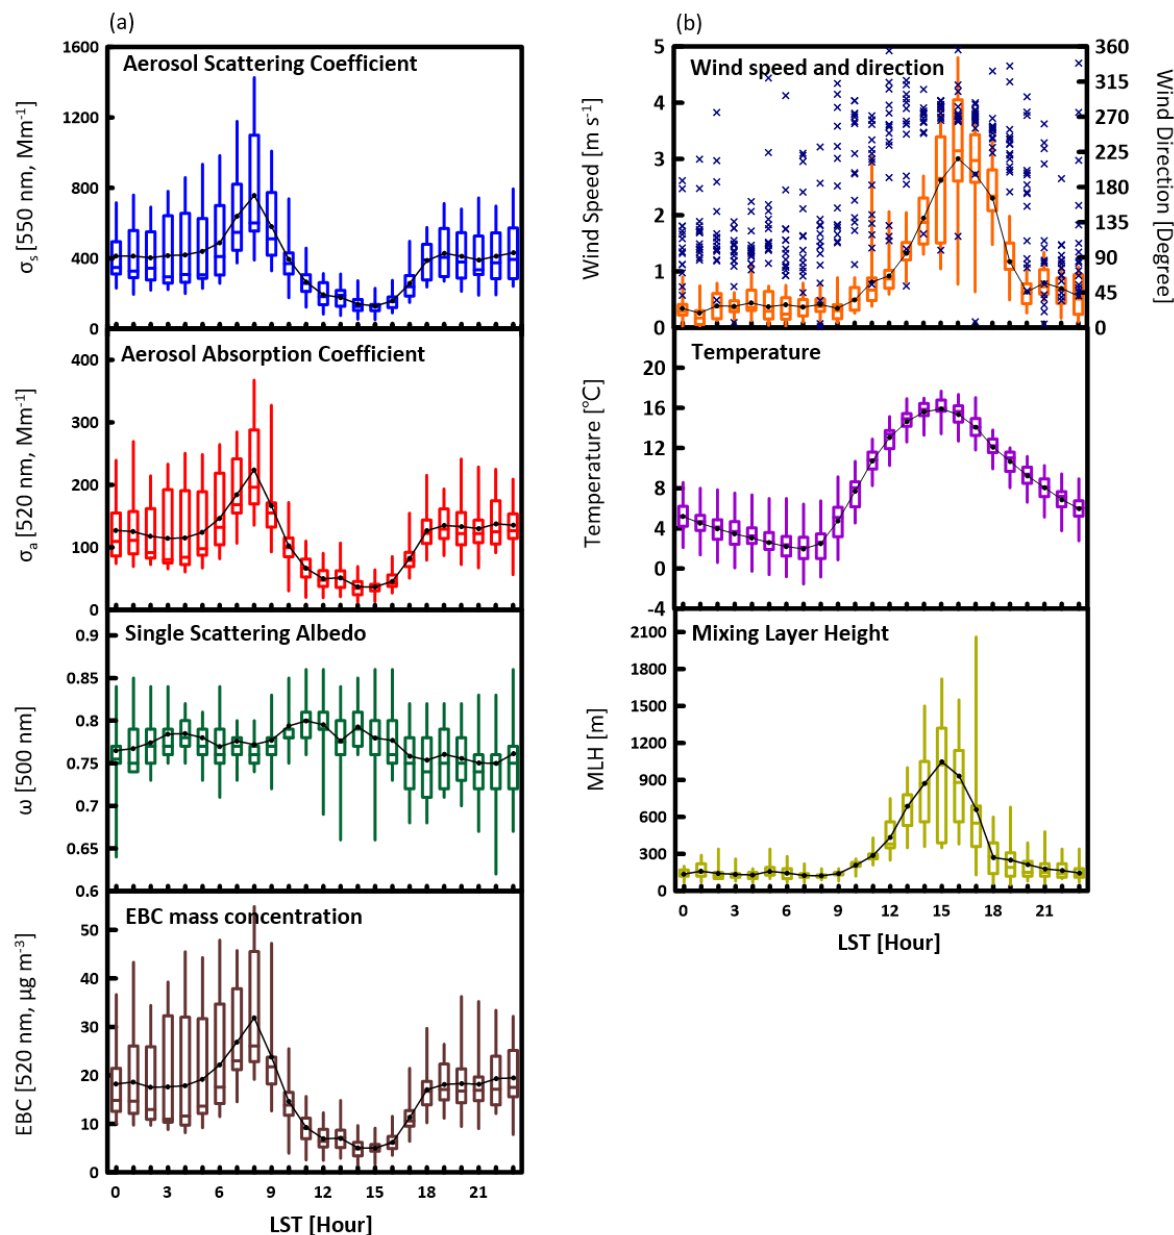 (a)
Aerosol Scattering Coefficient
σs [550 nm, Mm-1]
1600
1200
800
400
0
Aerosol Absorption Coefficient
σa [520 nm, Mm-1]
400
300
200
100
0
Single Scattering Albedo
ω [500 nm]
0.9
0.85
0.8
0.75
0.7
0.65
0.6
EBC mass concentration
EBC [520 nm, µg m-3]
50
40
30
20
10
0
0 3 6 9 12 15 18 21
LST [Hour]
(b)
Wind speed and direction
Wind Speed [m s-1]
5
4
3
2
1
0
360
315
270
225
180
135
90
45
0
Wind Direction [Degree]
Temperature
Temperature [°C]
20
16
12
8
4
0
-4
Mixing Layer Height
MLH [m]
2100
1800
1500
1200
900
600
300
0
0 3 6 9 12 15 18 21
LST [Hour]